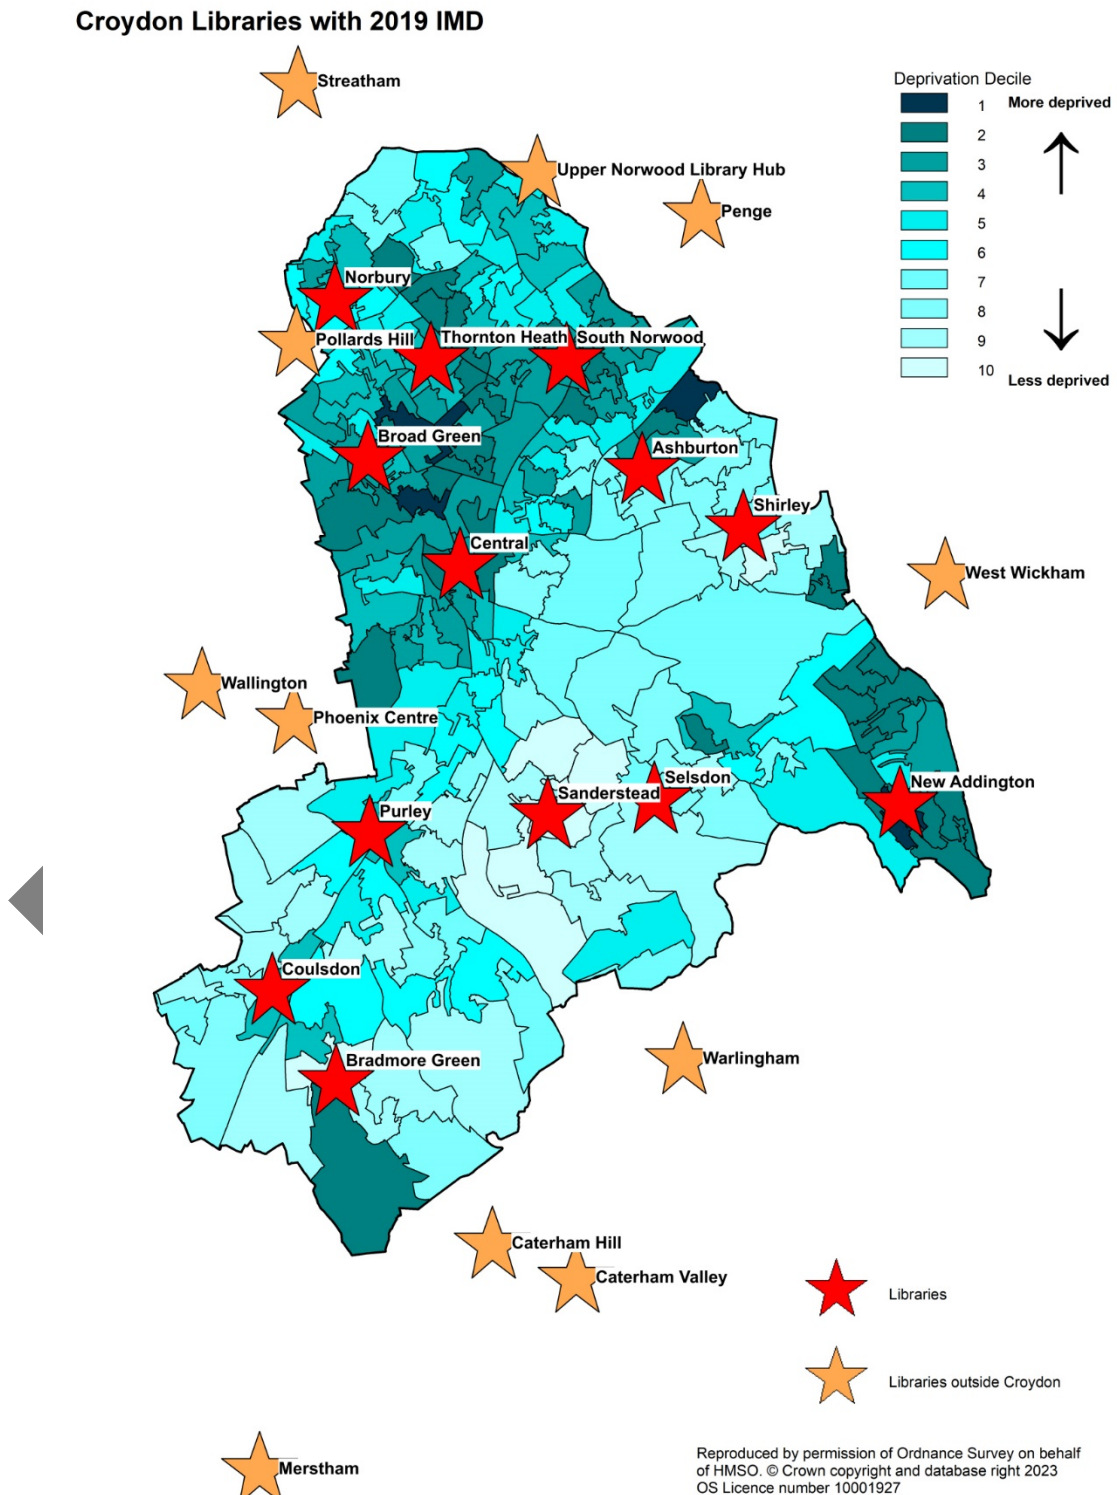 Croydon Libraries with 2019 IMD
Streatham
Deprivation Decile
1 More deprived
2
3
4
5
6
7
8
9
10
Less deprived
Upper Norwood Library Hub
Penge
Norbury
Pollards Hill
Thornton Heath
South Norwood
Broad Green
Ashburton
Shirley
Central
West Wickham
Wallington
Phoenix Centre
Selsdon
New Addington
Sanderstead
Purley
Coulsdon
Bradmore Green
Warlingham
Caterham Hill
Caterham Valley
Libraries
Libraries outside Croydon
Merstham
Reproduced by permission of Ordnance Survey on behalf
of HMSO. © Crown copyright and database right 2023
OS Licence number 10001927